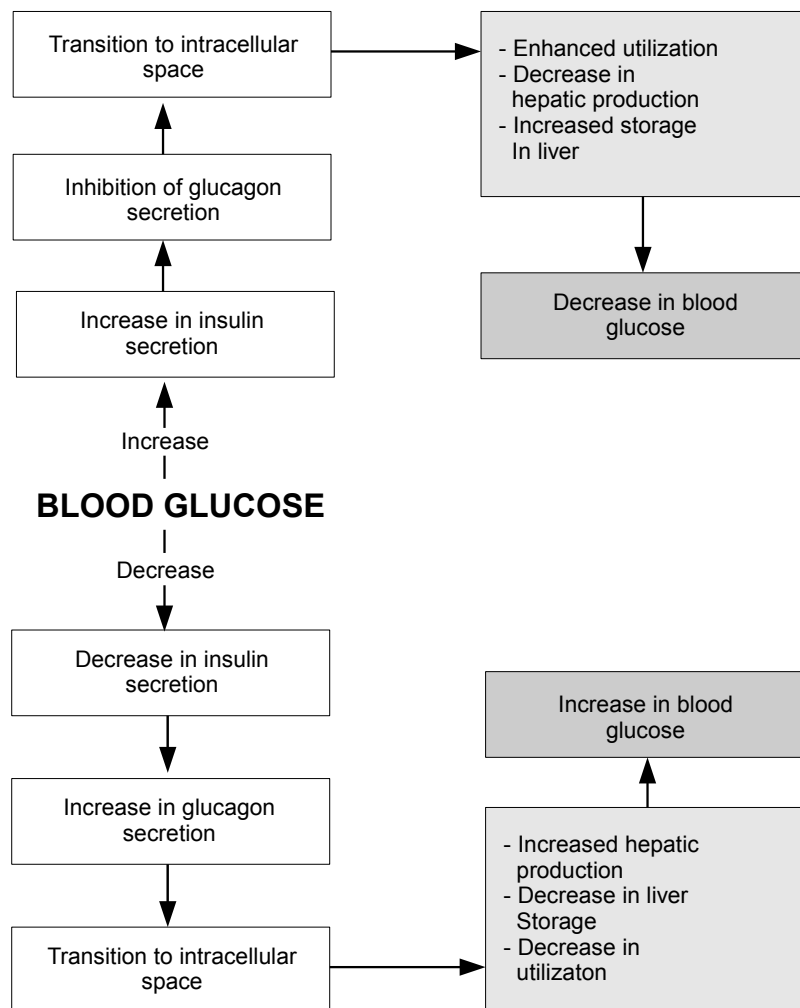 Transition to intracellular
space
- Enhanced utilization
- Decrease in
hepatic production
- Increased storage
In liver
Inhibition of glucagon
secretion
Decrease in blood
glucose
Increase in insulin
secretion
Increase
BLOOD GLUCOSE
Decrease
Decrease in insulin
secretion
Increase in blood
glucose
Increase in glucagon
secretion
- Increased hepatic
production
- Decrease in liver
Storage
- Decrease in
utilizaton
Transition to intracellular
space